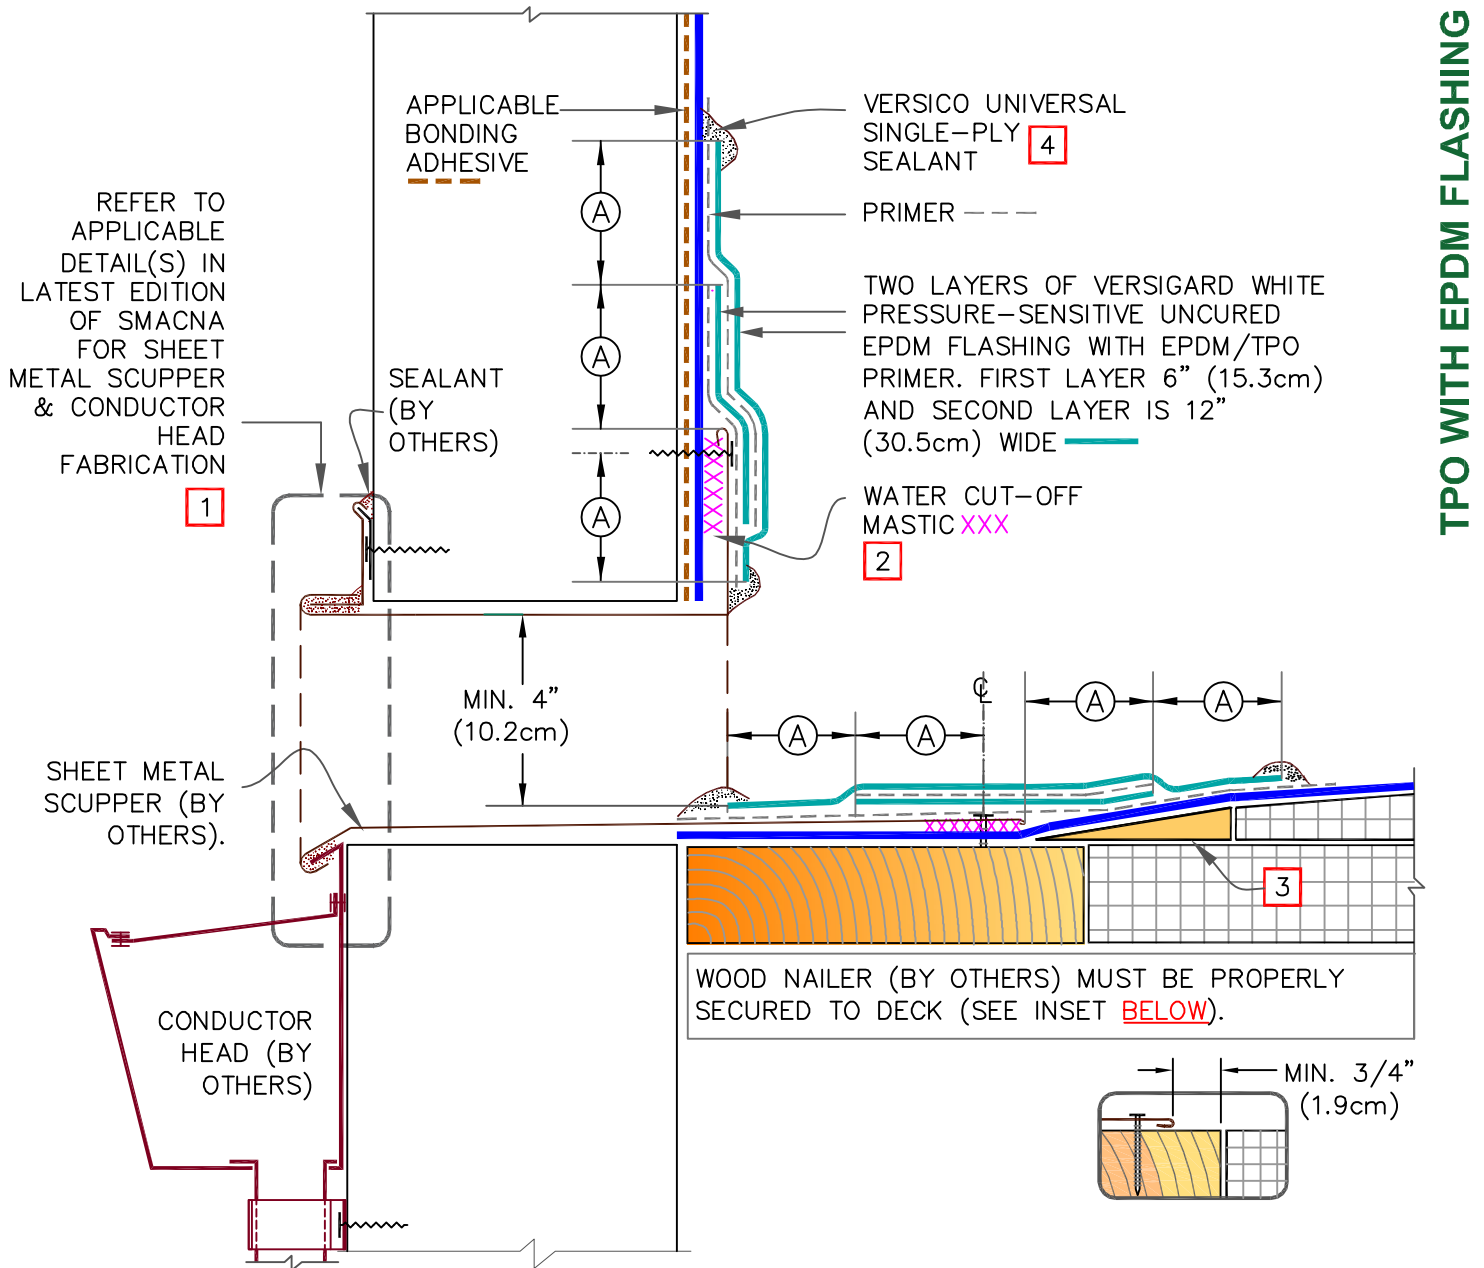 TPO WITH EPDM FLASHING
APPLICABLE
BONDING
ADHESIVE
VERSICO UNIVERSAL
SINGLE-PLY
SEALANT
4
PRIMER
REFER TO
APPLICABLE
DETAIL(S) IN
LATEST EDITION
OF SMACNA
FOR SHEET
METAL SCUPPER
& CONDUCTOR
HEAD
FABRICATION
1
SEALANT
(BY
OTHERS)
A
A
A
TWO LAYERS OF VERSIGARD WHITE
PRESSURE-SENSITIVE UNCURED
EPDM FLASHING WITH EPDM/TPO
PRIMER. FIRST LAYER 6" (15.3cm)
AND SECOND LAYER IS 12"
(30.5cm) WIDE
WATER CUT-OFF
MASTIC XXX
2
MIN. 4"
(10.2cm)
A
A
℄
A
A
SHEET METAL
SCUPPER (BY
OTHERS).
3
WOOD NAILER (BY OTHERS) MUST BE PROPERLY
SECURED TO DECK (SEE INSET BELOW).
CONDUCTOR
HEAD (BY
OTHERS)
MIN. 3/4"
(1.9cm)